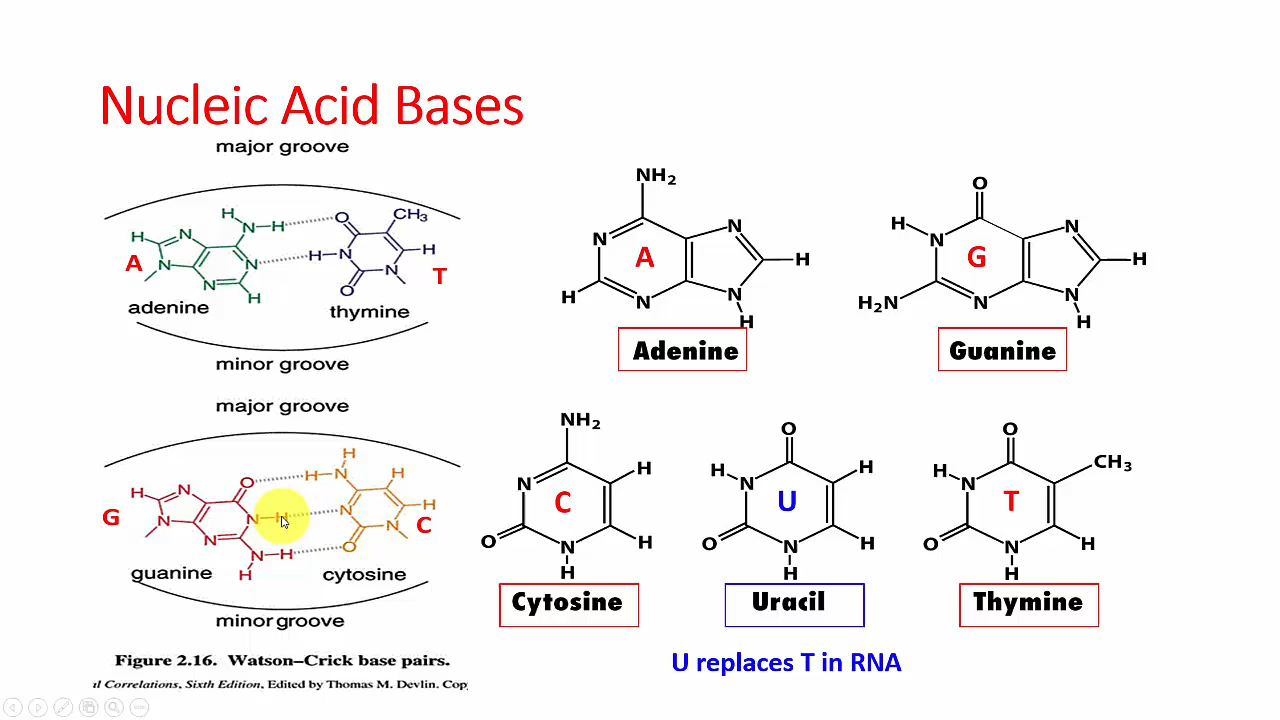 Nucleic Acid Bases
major groove
H
N
H
O
CH₃
H
N
N
H
N
H
A
N
N
H
N
O
N
T
adenine
thymine
minor groove
major groove
H
H
O
H
N
H
N
N
H
N
H
G
N
N
H
N
O
N
C
H
guanine
cytosine
minor groove
Figure 2.16. Watson–Crick base pairs.
l Correlations, Sixth Edition, Edited by Thomas M. Devlin. Cop
NH₂
N
N
A
H
H
N
N
H
Adenine
O
H
N
N
G
H
H₂N
N
N
H
Guanine
NH₂
H
N
C
O
N
H
H
Cytosine
O
H
N
H
U
O
N
H
H
Uracil
O
H
N
CH₃
T
O
N
H
H
Thymine
U replaces T in RNA